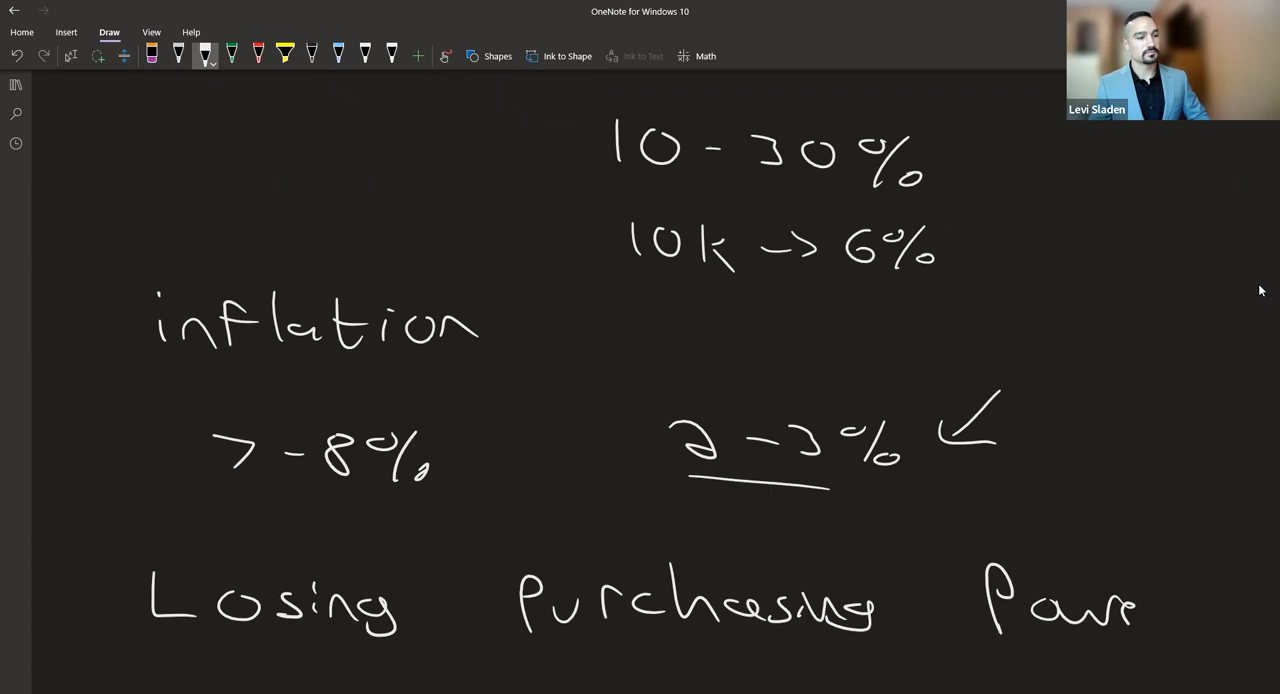 OneNote for Windows 10
Home Insert Draw View Help
Shapes Ink to Shape Ink to Text Math
Levi Sladen
10 - 30%
10k -> 6%
inflation
7 - 8% 2 - 3%
Losing Purchasing